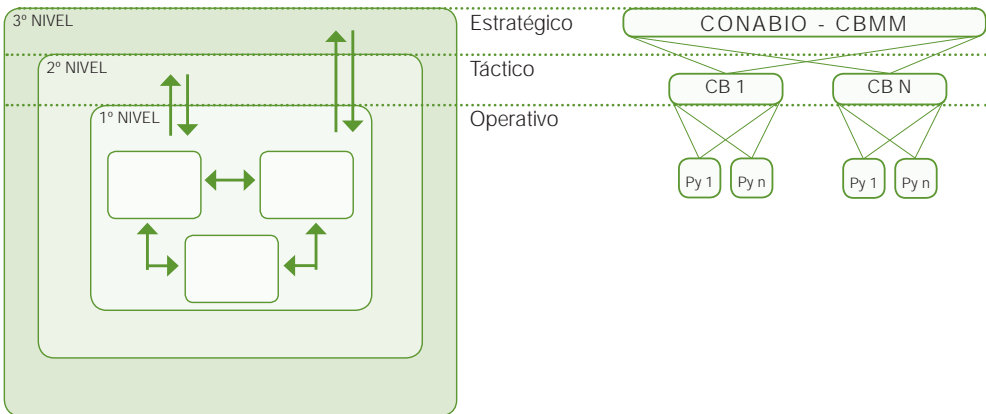 3º NIVEL
Estratégico
CONABIO - CBMM
2º NIVEL
Táctico
CB 1
CB N
1º NIVEL
Operativo
Py 1
Py n
Py 1
Py n